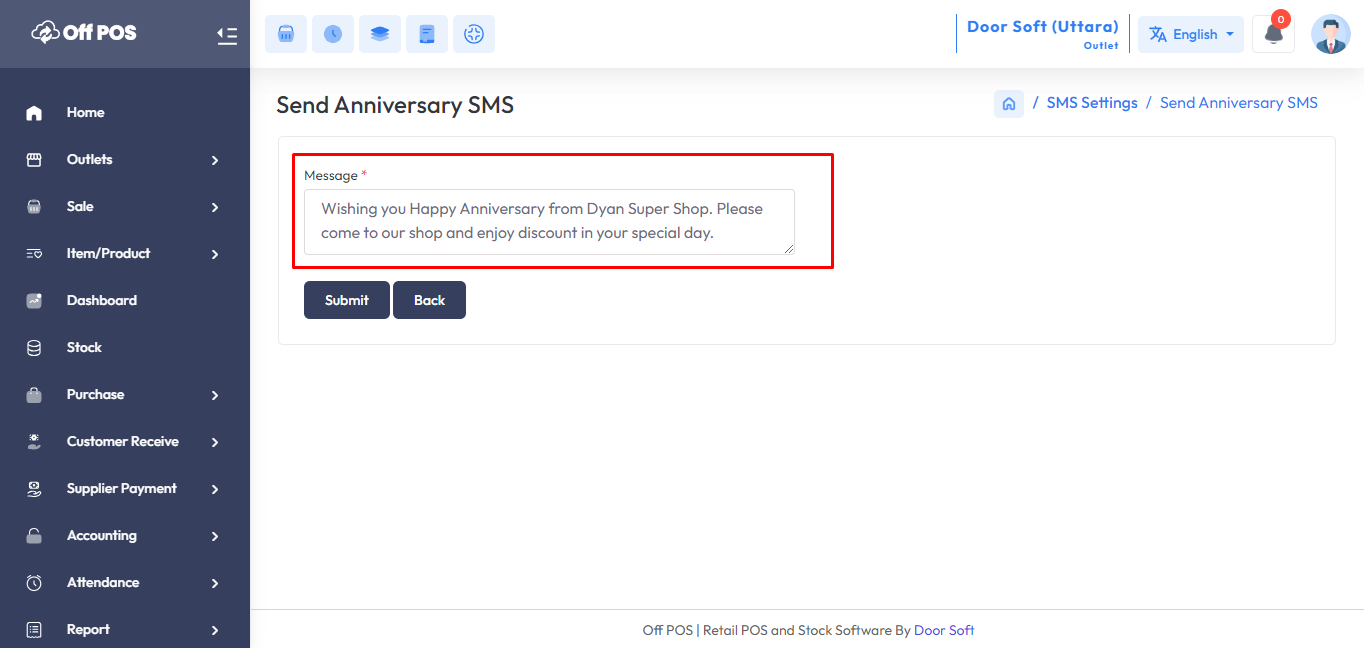 Off POS
Door Soft (Uttara)
Outlet
English
0
Home
Outlets
Sale
Item/Product
Dashboard
Stock
Purchase
Customer Receive
Supplier Payment
Accounting
Attendance
Report
Send Anniversary SMS
/ SMS Settings / Send Anniversary SMS
Message *
Wishing you Happy Anniversary from Dyan Super Shop. Please
come to our shop and enjoy discount in your special day.
Submit
Back
Off POS | Retail POS and Stock Software By Door Soft